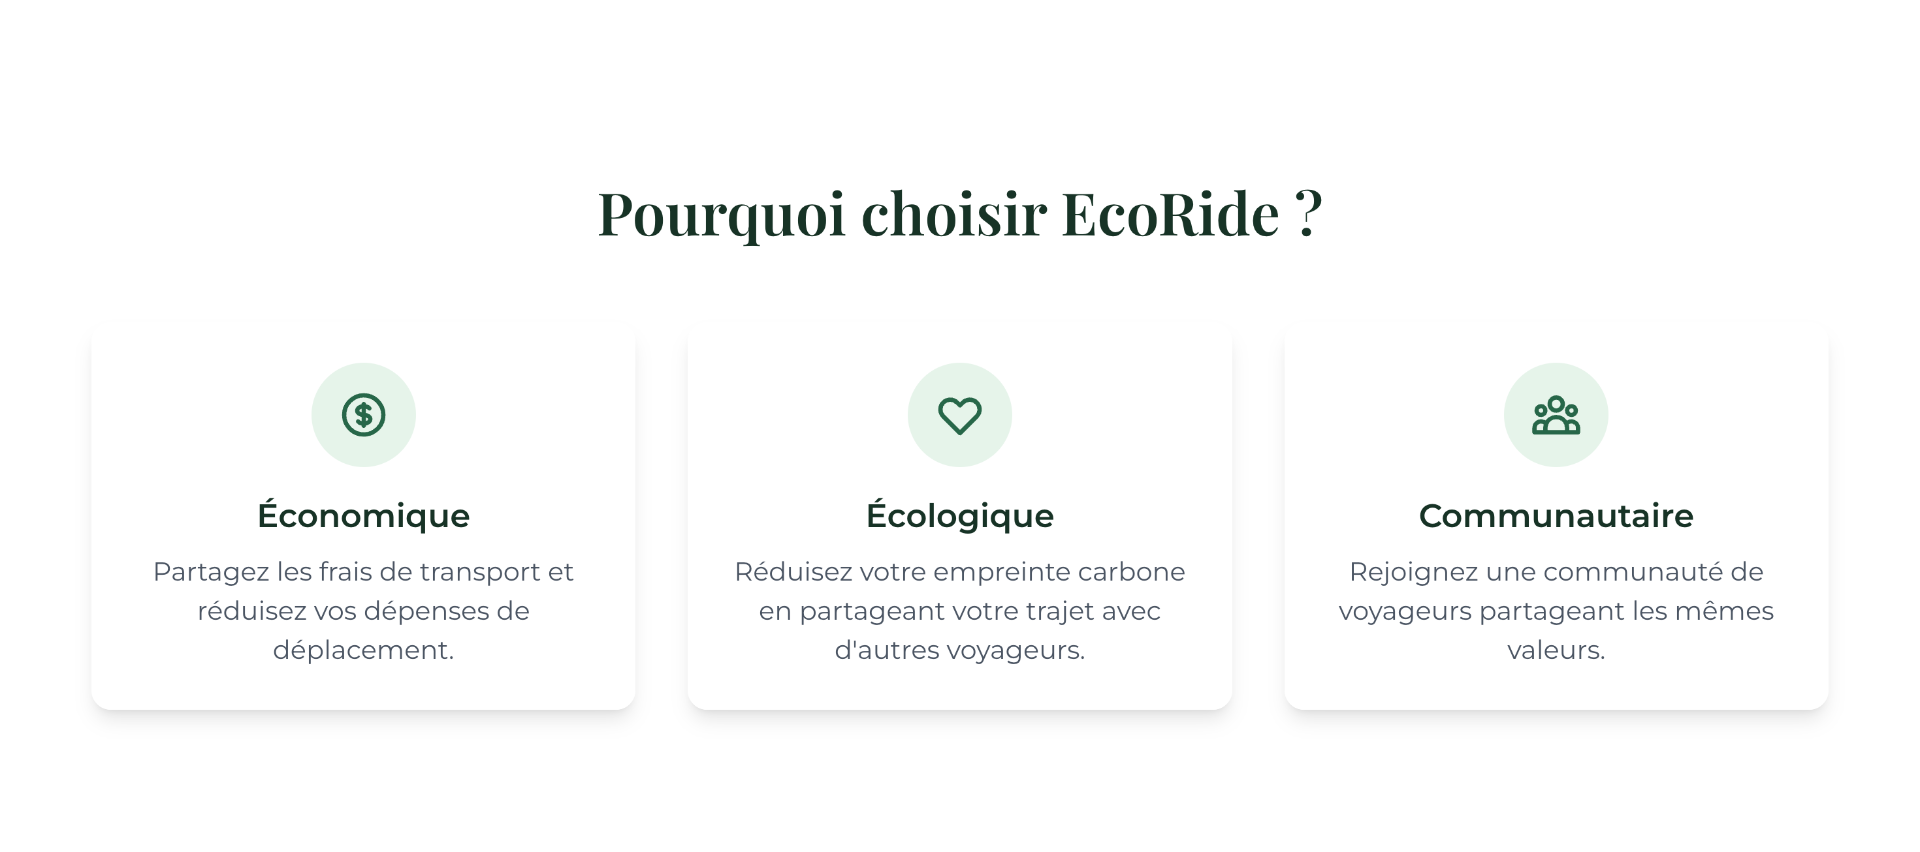 Pourquoi choisir EcoRide ?
Économique
Partagez les frais de transport et
réduisez vos dépenses de
déplacement.
Écologique
Réduisez votre empreinte carbone
en partageant votre trajet avec
d'autres voyageurs.
Communautaire
Rejoignez une communauté de
voyageurs partageant les mêmes
valeurs.